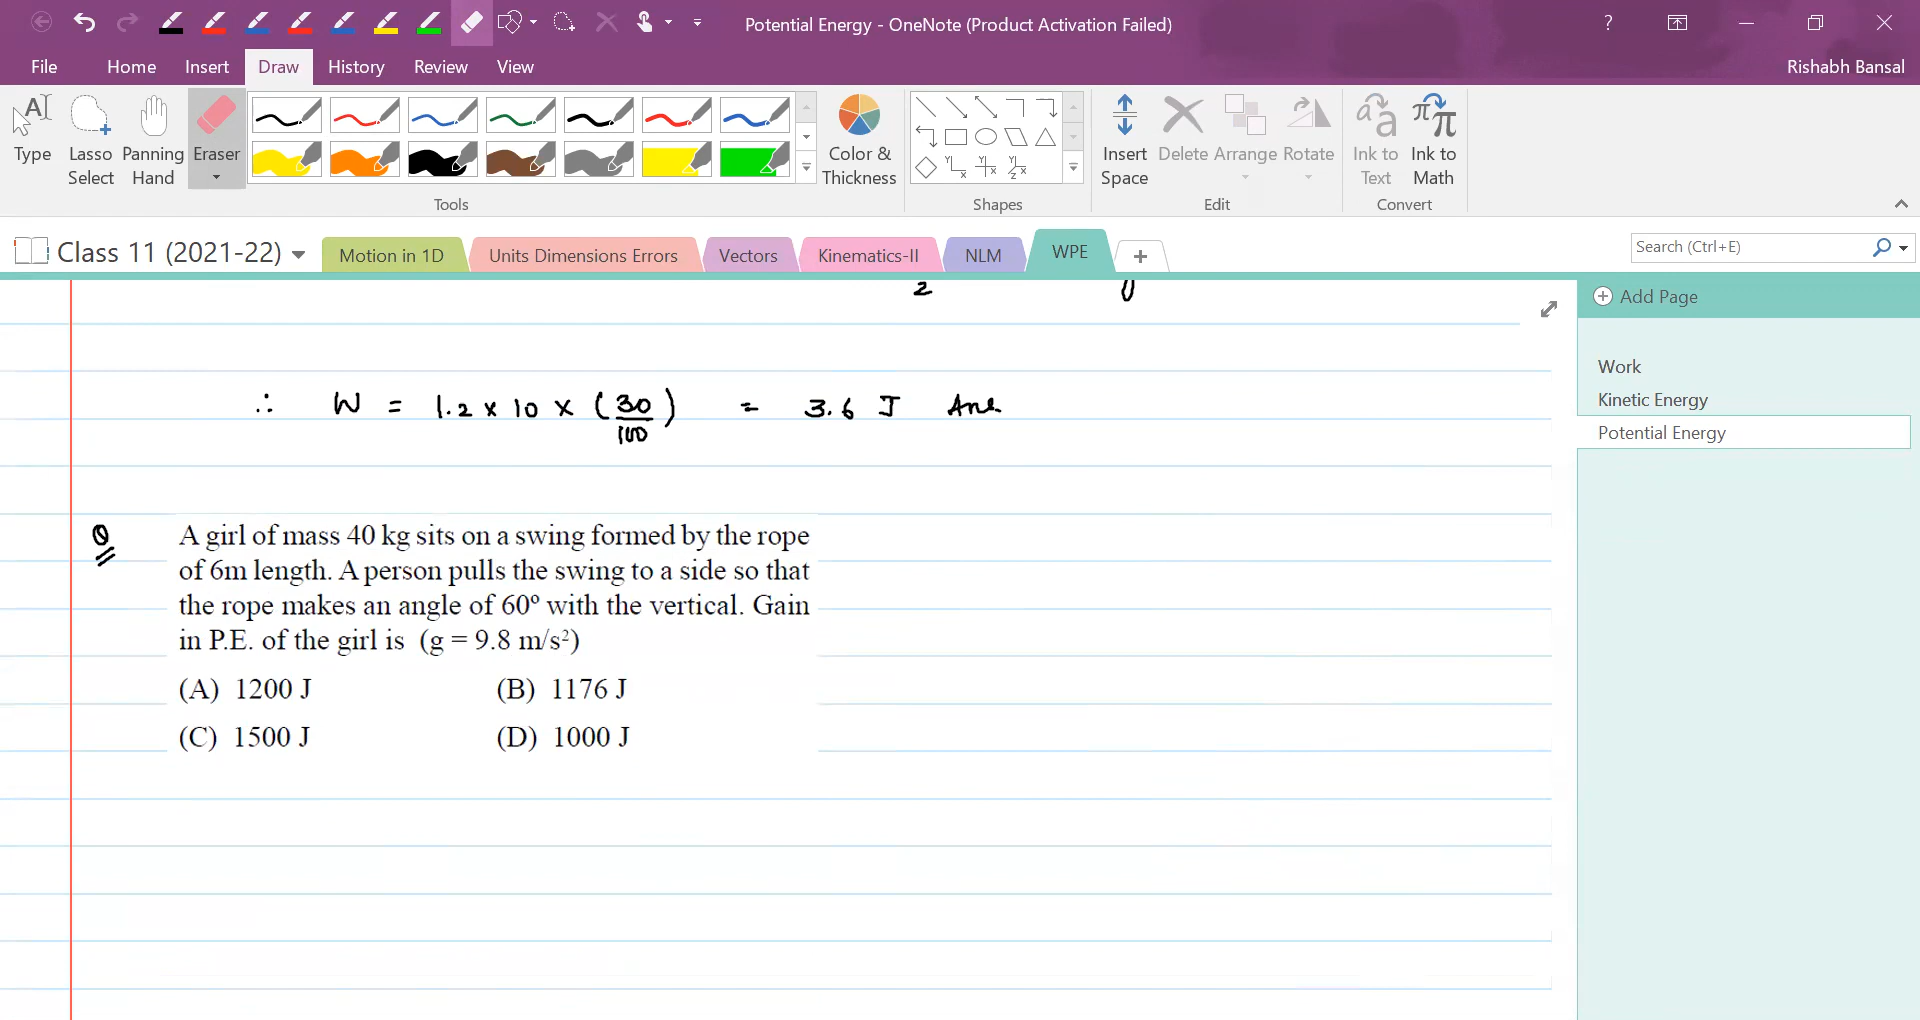 Potential Energy - OneNote (Product Activation Failed)
?
File Home Insert Draw History Review View
Rishabh Bansal
Type
Lasso Select
Panning Hand
Eraser
Color & Thickness
Insert Space
Delete
Arrange
Rotate
Ink to Text
Ink to Math
Tools
Shapes
Edit
Convert
Class 11 (2021-22)
Motion in 1D
Units Dimensions Errors
Vectors
Kinematics-II
NLM
WPE
Search (Ctrl+E)
Add Page
Work
Kinetic Energy
Potential Energy
2
∴ W = 1.2 × 10 × (30/100) = 3.6 J Ans
Q
A girl of mass 40 kg sits on a swing formed by the rope
of 6m length. A person pulls the swing to a side so that
the rope makes an angle of 60º with the vertical. Gain
in P.E. of the girl is (g = 9.8 m/s²)
(A) 1200 J (B) 1176 J
(C) 1500 J (D) 1000 J